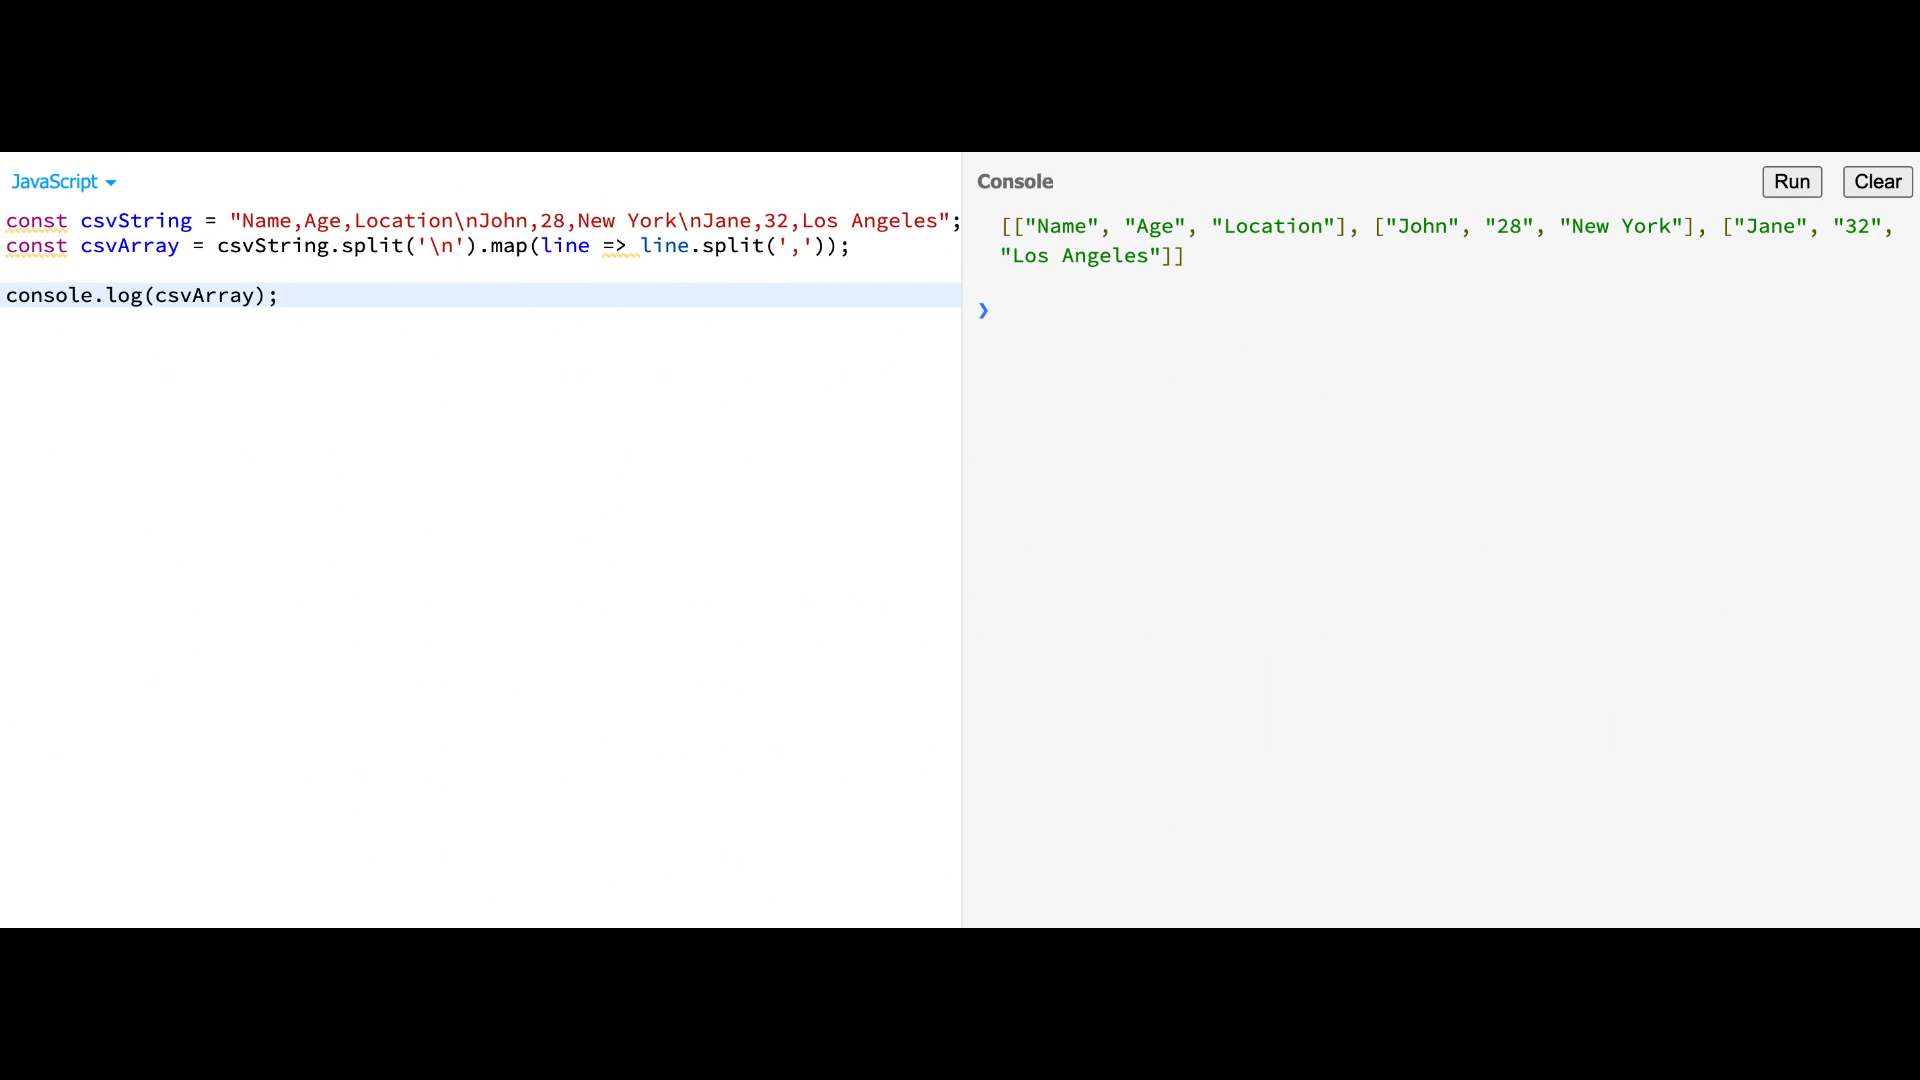 JavaScript
const csvString = "Name,Age,Location\nJohn,28,New York\nJane,32,Los Angeles";
const csvArray = csvString.split('\n').map(line => line.split(','));
console.log(csvArray);
Console
Run
Clear
[["Name", "Age", "Location"], ["John", "28", "New York"], ["Jane", "32",
"Los Angeles"]]
❯